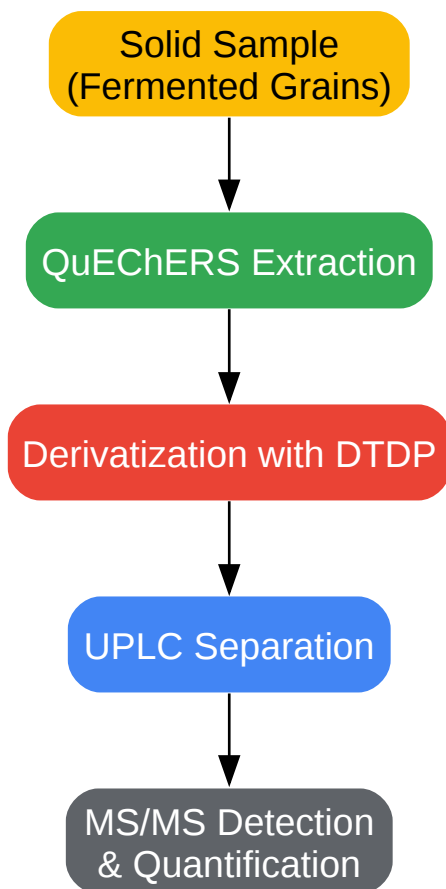 Solid Sample
(Fermented Grains)
QuEChERS Extraction
Derivatization with DTDP
UPLC Separation
MS/MS Detection
& Quantification